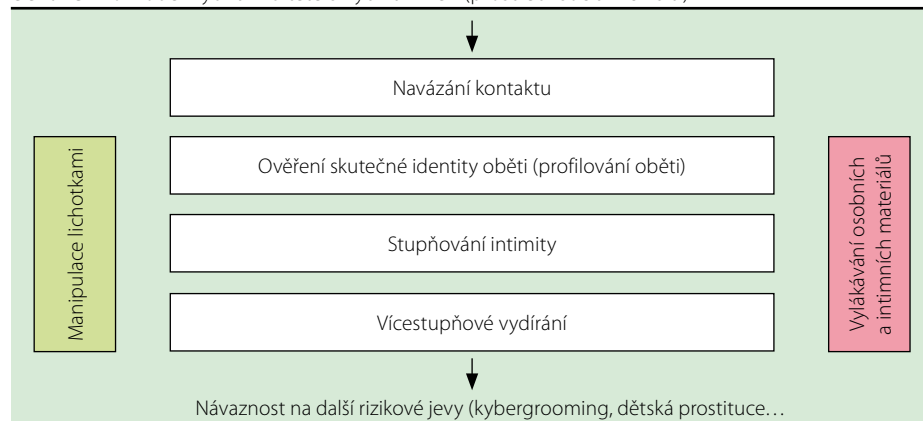 Navázání kontaktu
Ověření skutečné identity oběti (profilování oběti)
Stupňování intimity
Vícestupňové vydírání
Manipulace lichotkami
Vylákávání osobních
a intimních materiálů
Návaznost na další rizikové jevy (kybergrooming, dětská prostituce…